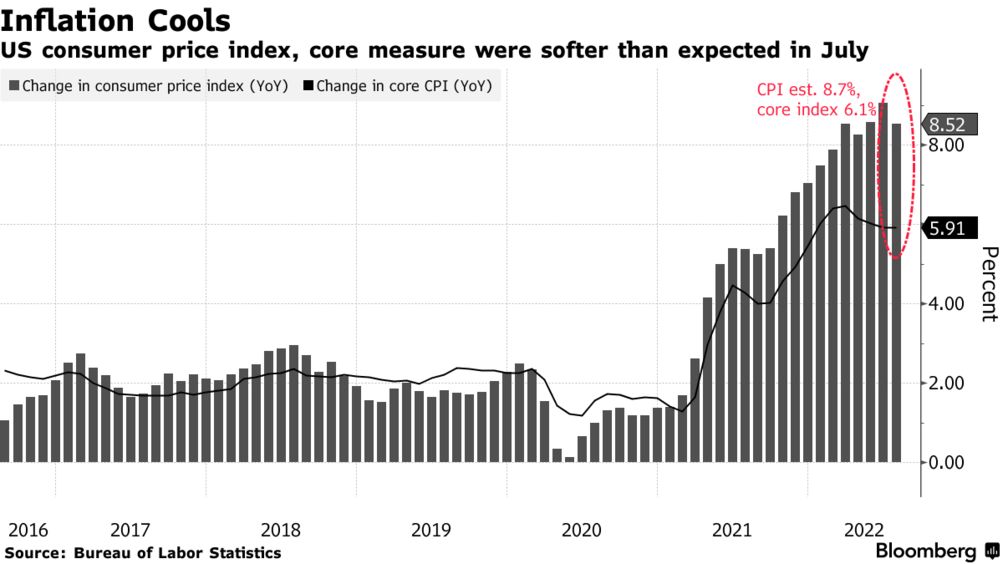 Inflation Cools
US consumer price index, core measure were softer than expected in July
Change in consumer price index (YoY) Change in core CPI (YoY)
CPI est. 8.7%,
core index 6.1%
8.52
8.00
5.91
4.00
2.00
0.00
Percent
2016 2017 2018 2019 2020 2021 2022
Source: Bureau of Labor Statistics
Bloomberg